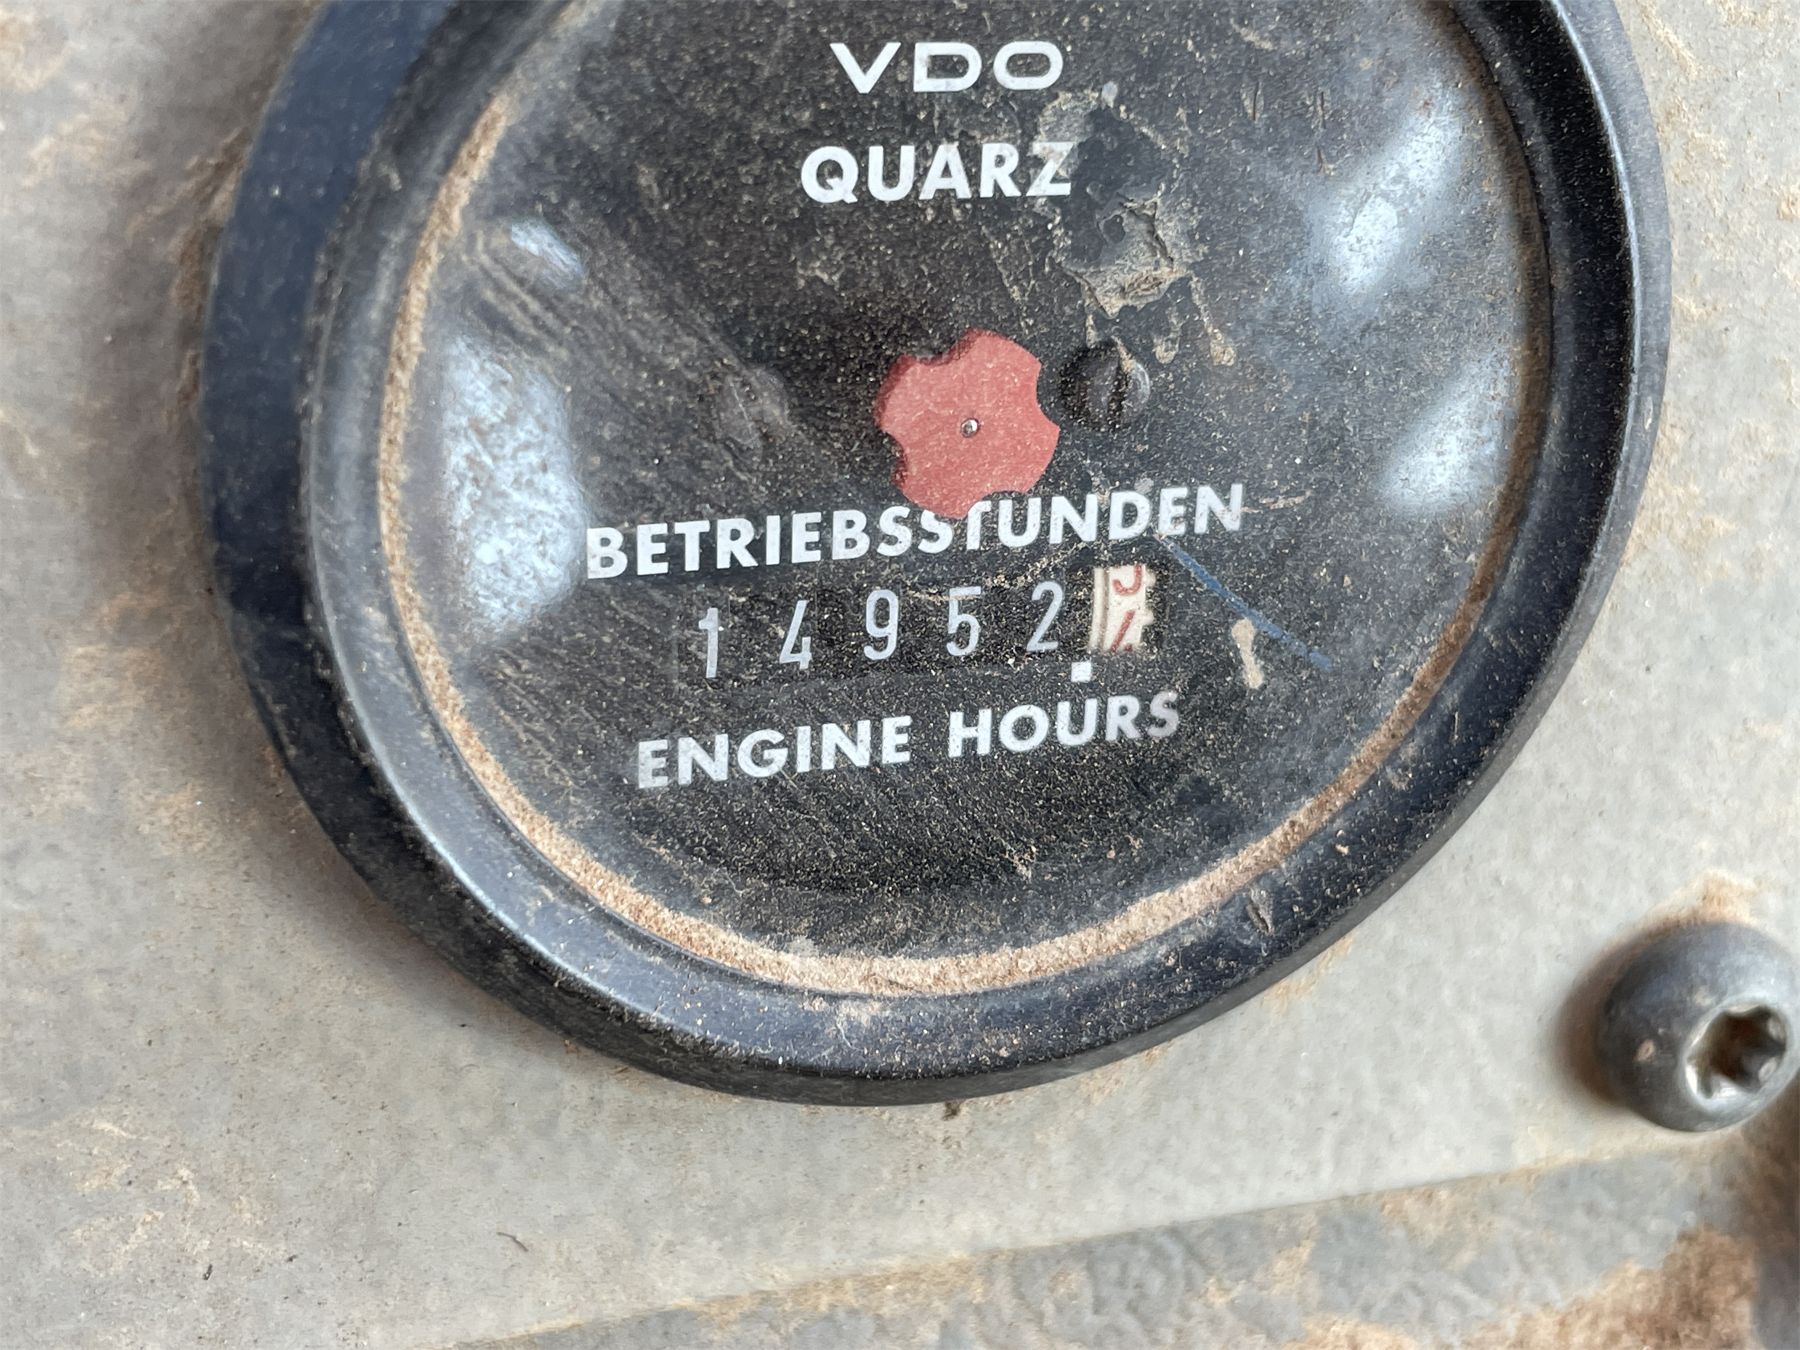 VDO
QUARZ
BETRIEBSSTUNDEN
14952.
ENGINE HOURS